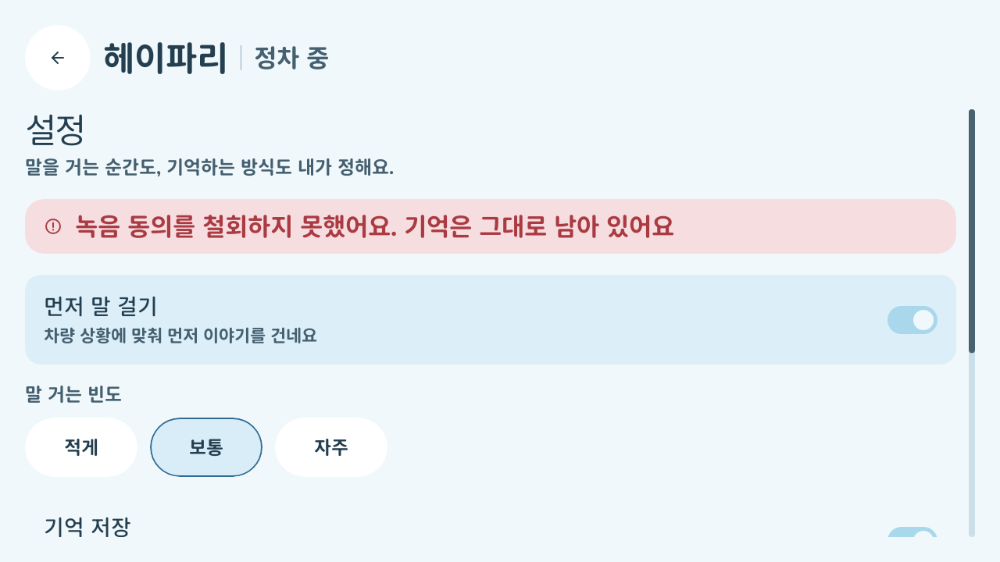 헤이파리
정차 중
설정
말을 거는 순간도, 기억하는 방식도 내가 정해요.
녹음 동의를 철회하지 못했어요. 기억은 그대로 남아 있어요
먼저 말 걸기
차량 상황에 맞춰 먼저 이야기를 건네요
말 거는 빈도
적게
보통
자주
기억 저장